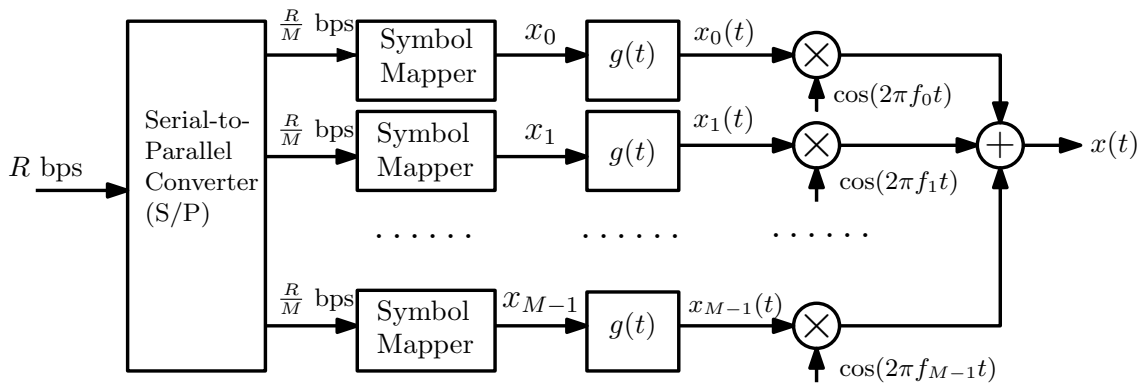 R bps
Serial-to-
Parallel
Converter
(S/P)
R/M bps
Symbol
Mapper
x_0
g(t)
x_0(t)
×
cos(2πf_0t)
R/M bps
Symbol
Mapper
x_1
g(t)
x_1(t)
×
cos(2πf_1t)
+
x(t)
. . . . . .
. . . . . .
. . . . . .
R/M bps
Symbol
Mapper
x_{M−1}
g(t)
x_{M−1}(t)
×
cos(2πf_{M−1}t)